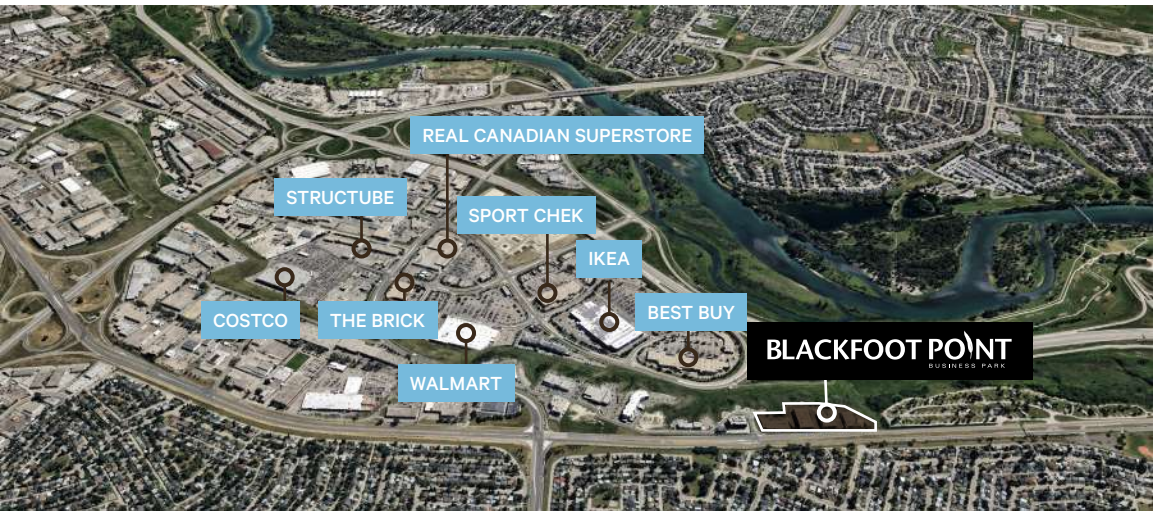 REAL CANADIAN SUPERSTORE
STRUCTUBE
SPORT CHEK
IKEA
COSTCO
THE BRICK
BEST BUY
WALMART
BLACKFOOT POINT
BUSINESS PARK